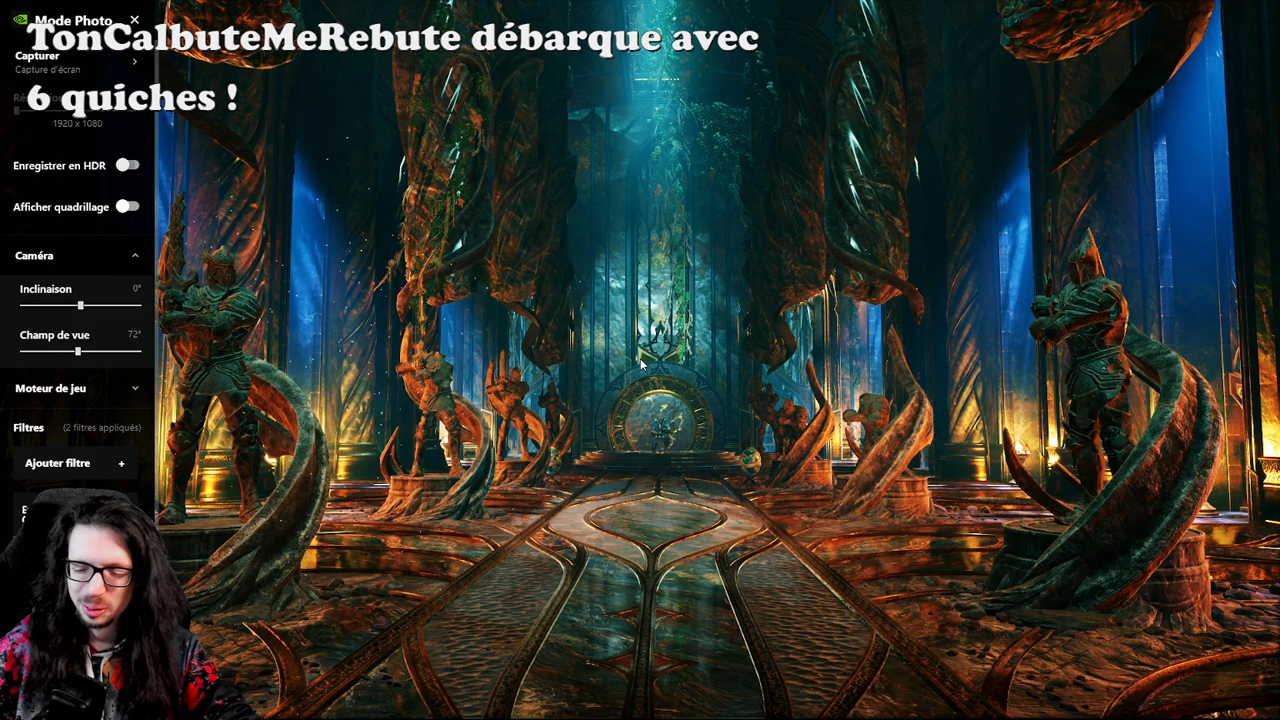 Mode Photo
TonCalbuteMeRebute débarque avec
6 quiches !
Capturer
Capture d'écran
1920 x 1080
Enregistrer en HDR
Afficher quadrillage
Caméra
Inclinaison 0°
Champ de vue 72°
Moteur de jeu
Filtres (2 filtres appliqués)
Ajouter filtre +